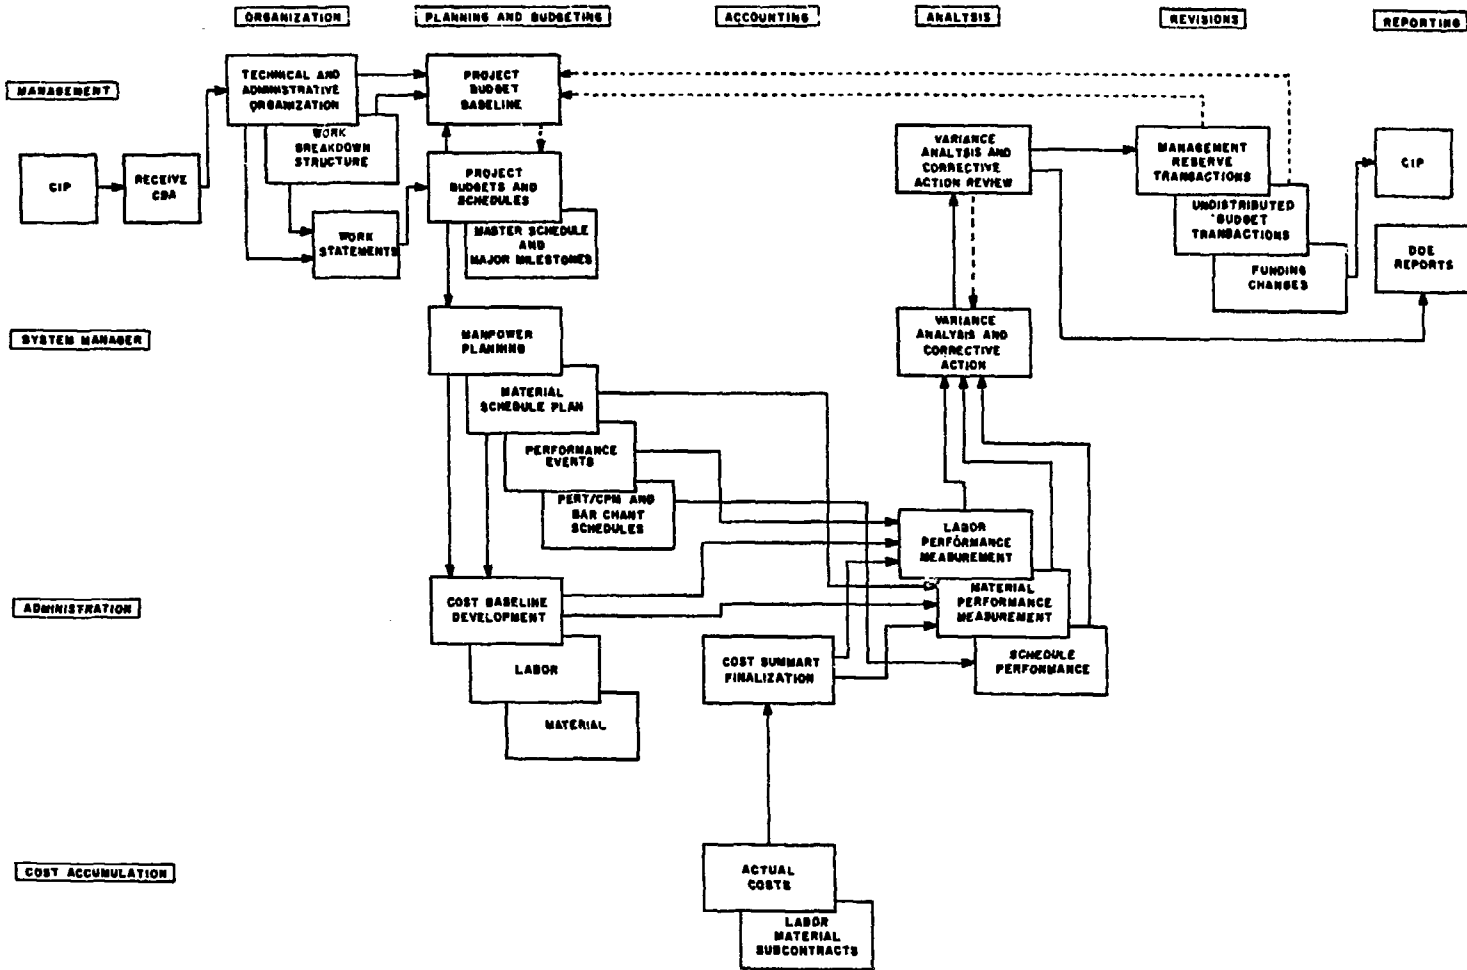 ORGANIZATION
PLANNING AND BUDGETING
ACCOUNTING
ANALYSIS
REVISIONS
REPORTING
MANAGEMENT
CIP
RECEIVE
CBA
TECHNICAL AND
ADMINISTRATIVE
ORGANIZATION
WORK
BREAKDOWN
STRUCTURE
WORK
STATEMENTS
PROJECT
BUDGET
BASELINE
PROJECT
BUDGETS AND
SCHEDULES
MASTER SCHEDULE
AND
MAJOR MILESTONES
VARIANCE
ANALYSIS AND
CORRECTIVE
ACTION REVIEW
MANAGEMENT
RESERVE
TRANSACTIONS
UNDISTRIBUTED
BUDGET
TRANSACTIONS
FUNDING
CHANGES
CIP
DOE
REPORTS
SYSTEM MANAGER
MANPOWER
PLANNING
MATERIAL
SCHEDULE PLAN
PERFORMANCE
EVENTS
PERT/CPM AND
BAR CHANT
SCHEDULES
VARIANCE
ANALYSIS AND
CORRECTIVE
ACTION
ADMINISTRATION
COST BASELINE
DEVELOPMENT
LABOR
MATERIAL
COST SUMMART
FINALIZATION
LABOR
PERFORMANCE
MEASUREMENT
MATERIAL
PERFORMANCE
MEASUREMENT
SCHEDULE
PERFORMANCE
COST ACCUMULATION
ACTUAL
COSTS
LABOR
MATERIAL
SUBCONTRACTS